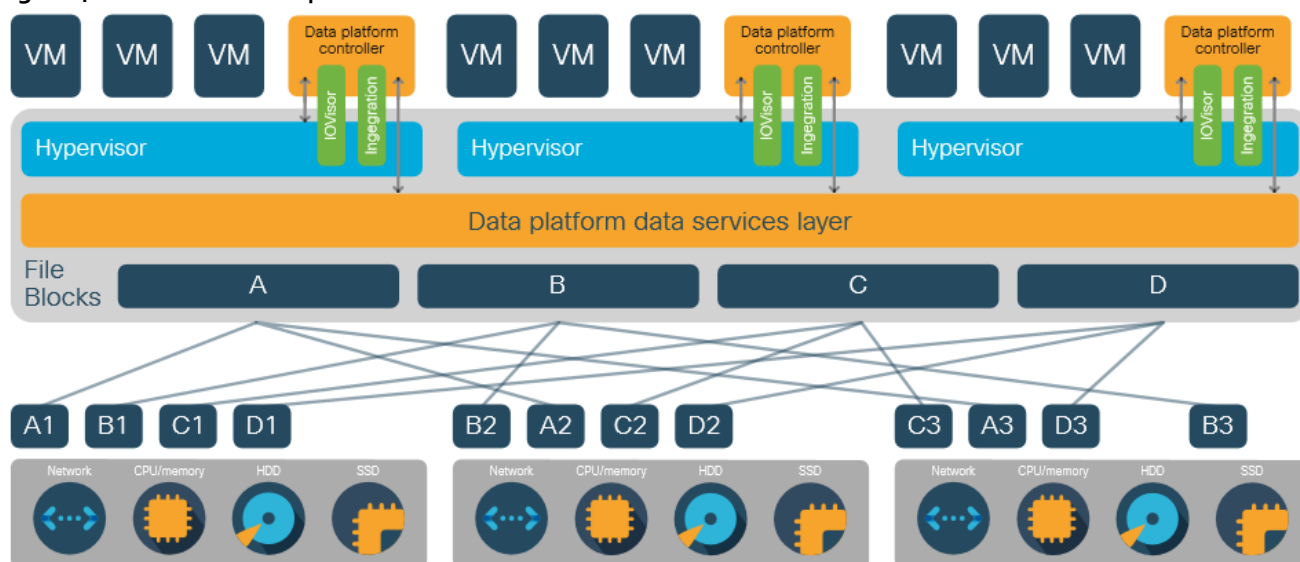 VM VM VM Data platform controller VM VM VM Data platform controller VM VM VM Data platform controller
IOVisor Ingegration IOVisor Ingegration IOVisor Ingegration
Hypervisor Hypervisor Hypervisor
Data platform data services layer
File
Blocks
A B C D
A1 B1 C1 D1 B2 A2 C2 D2 C3 A3 D3 B3
Network CPU/memory HDD SSD Network CPU/memory HDD SSD Network CPU/memory HDD SSD